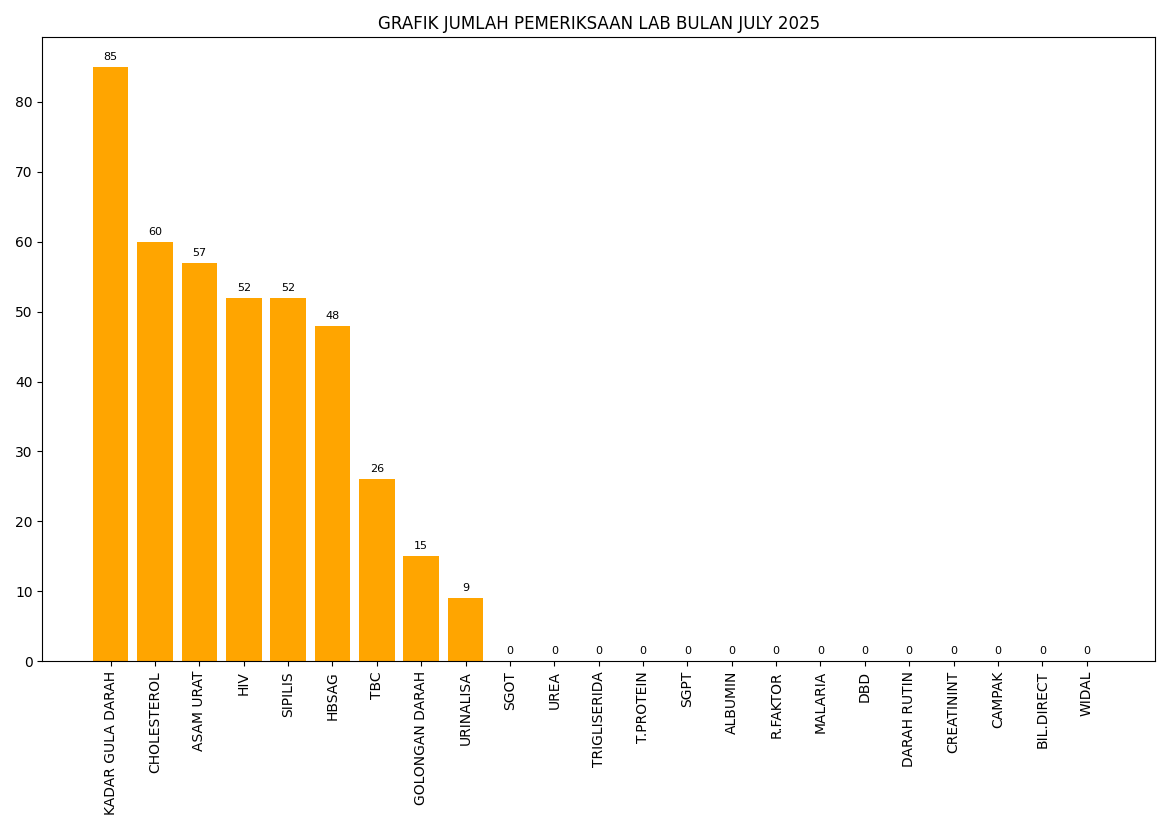 GRAFIK JUMLAH PEMERIKSAAN LAB BULAN JULY 2025
85
60
57
52
52
48
26
15
9
0
0
0
0
0
0
0
0
0
0
0
0
0
0
80
70
60
50
40
30
20
10
0
KADAR GULA DARAH
CHOLESTEROL
ASAM URAT
HIV
SIPILIS
HBSAG
TBC
GOLONGAN DARAH
URINALISA
SGOT
UREA
TRIGLISERIDA
T.PROTEIN
SGPT
ALBUMIN
R.FAKTOR
MALARIA
DBD
DARAH RUTIN
CREATININT
CAMPAK
BIL.DIRECT
WIDAL